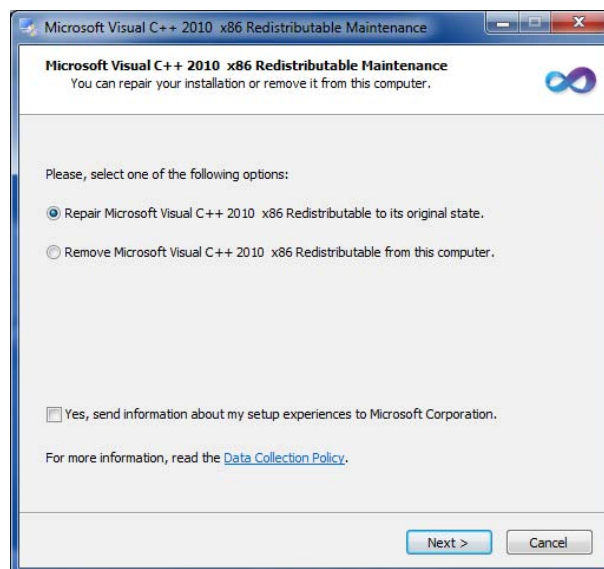 Microsoft Visual C++ 2010  x86 Redistributable Maintenance
Microsoft Visual C++ 2010  x86 Redistributable Maintenance
You can repair your installation or remove it from this computer.
Please, select one of the following options:
Repair Microsoft Visual C++ 2010  x86 Redistributable to its original state.
Remove Microsoft Visual C++ 2010  x86 Redistributable from this computer.
Yes, send information about my setup experiences to Microsoft Corporation.
For more information, read the Data Collection Policy.
Next > Cancel